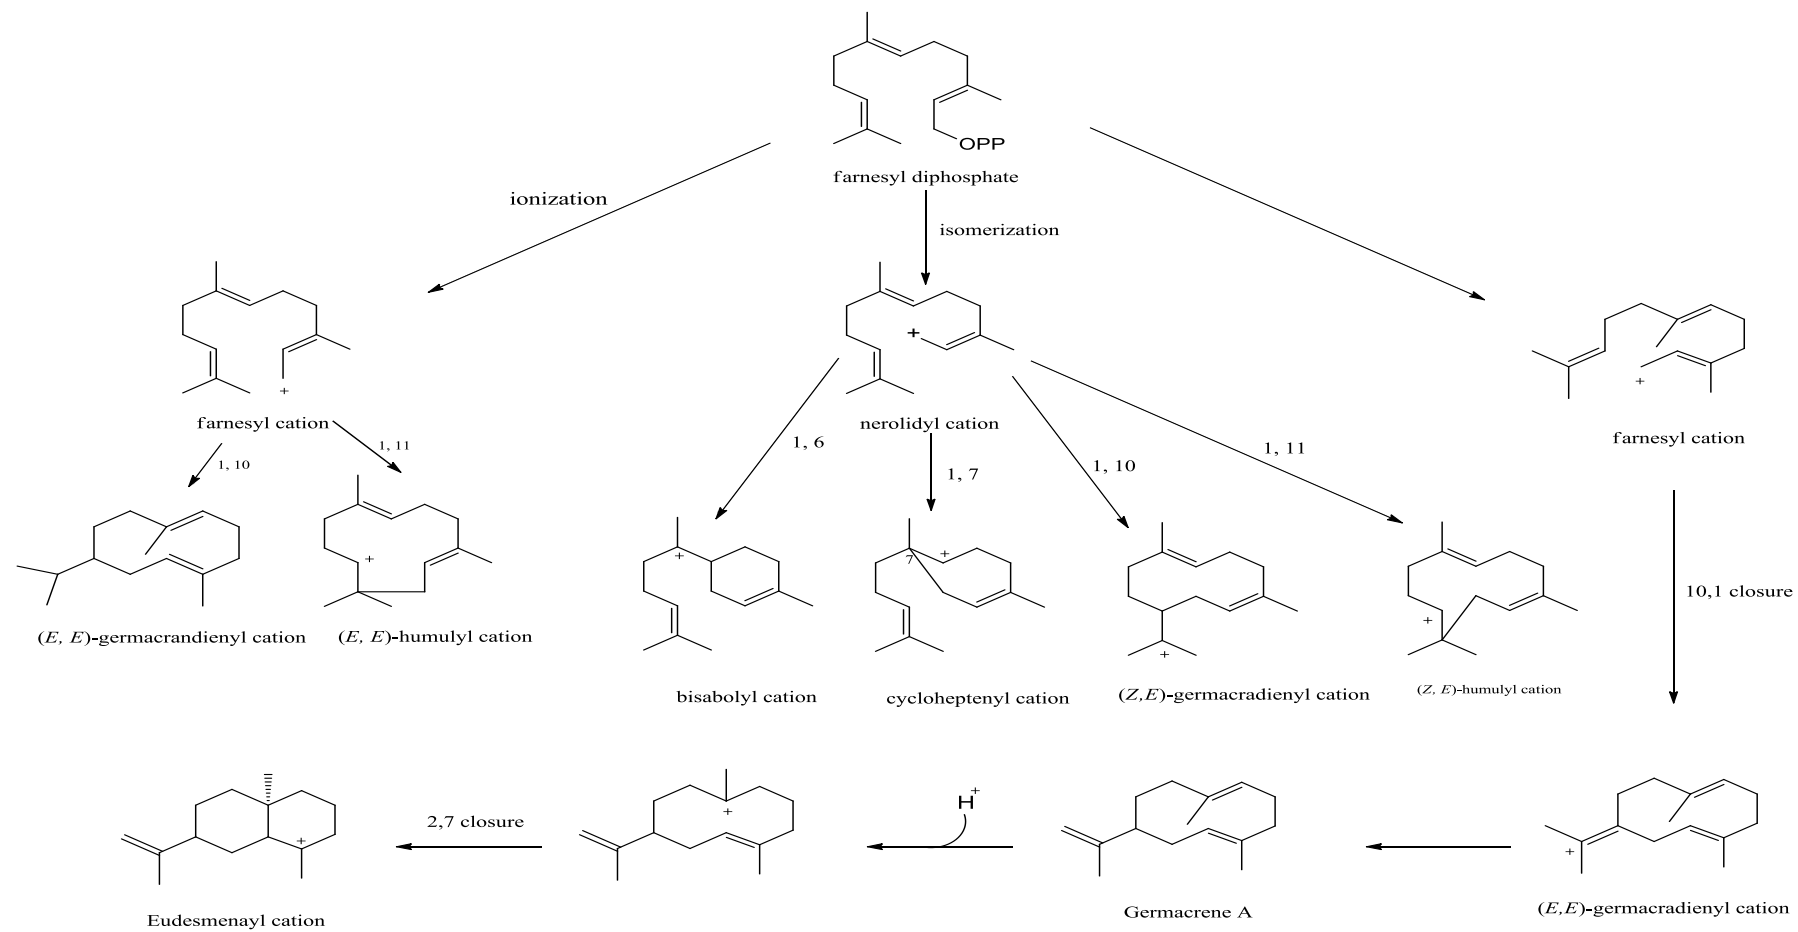 OPP
farnesyl diphosphate
ionization
isomerization
+
farnesyl cation
+
nerolidyl cation
+
farnesyl cation
1, 10
1, 11
1, 6
1, 7
1, 10
1, 11
10,1 closure
(E, E)-germacrandienyl cation
+
(E, E)-humulyl cation
+
bisabolyl cation
7
+
cycloheptenyl cation
+
(Z,E)-germacradienyl cation
+
(Z, E)-humulyl cation
+
Eudesmenayl cation
2,7 closure
+
H+
Germacrene A
+
(E,E)-germacradienyl cation